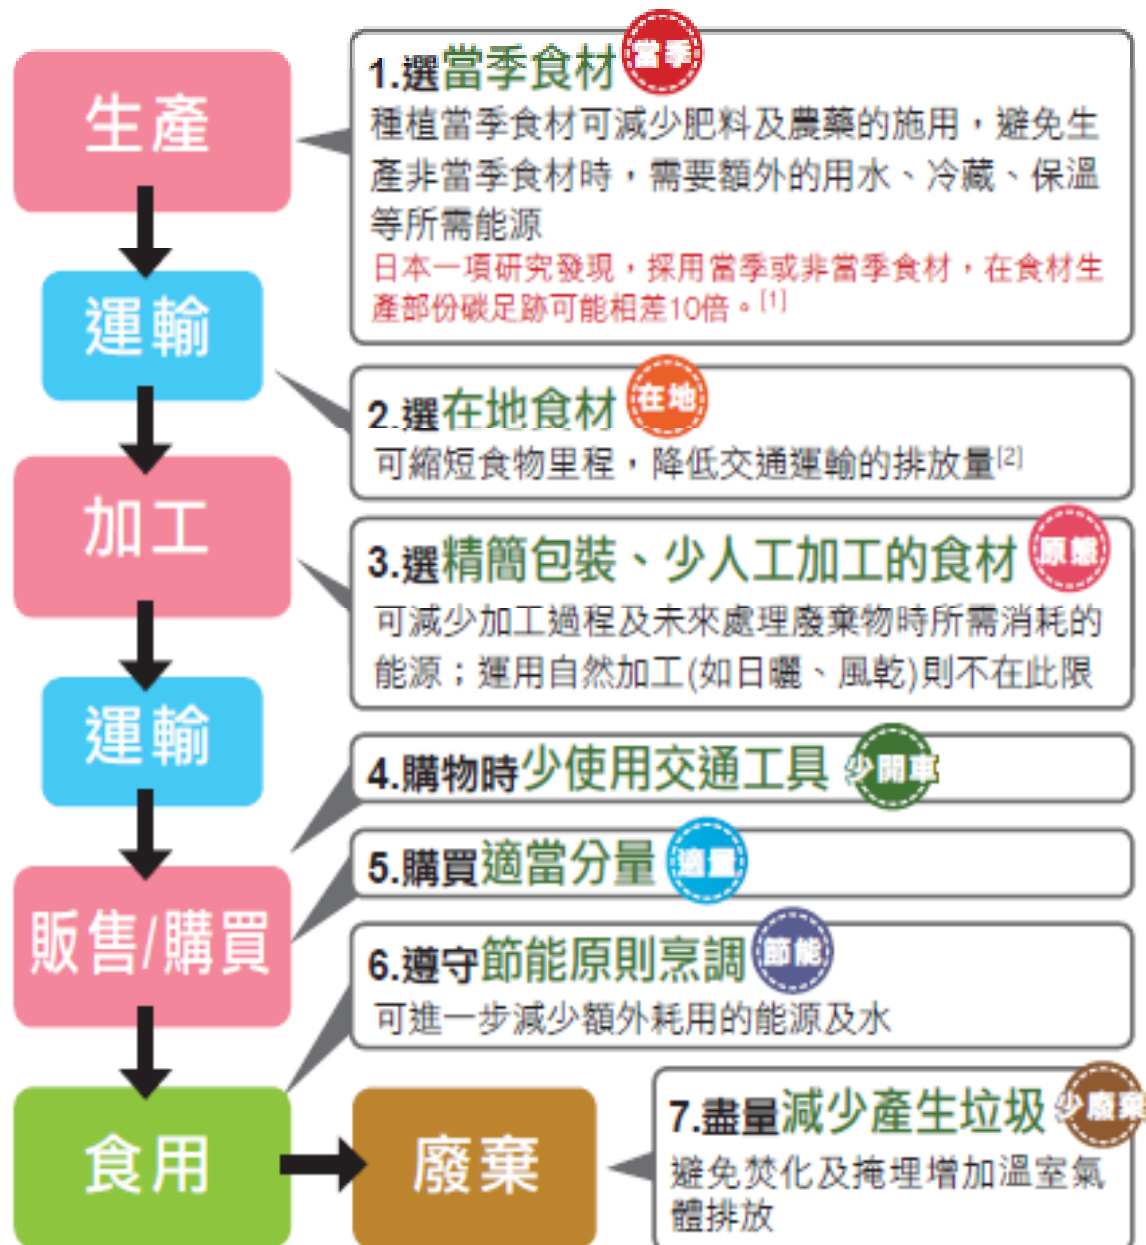 生產
1.選當季食材 當季
種植當季食材可減少肥料及農藥的施用，避免生
產非當季食材時，需要額外的用水、冷藏、保溫
等所需能源
日本一項研究發現，採用當季或非當季食材，在食材生
產部份碳足跡可能相差10倍。[1]
運輸
2.選在地食材 在地
可縮短食物里程，降低交通運輸的排放量[2]
加工
3.選精簡包裝、少人工加工的食材 原態
可減少加工過程及未來處理廢棄物時所需消耗的
能源；運用自然加工(如日曬、風乾)則不在此限
運輸
4.購物時少使用交通工具 少開車
販售/購買
5.購買適當分量 適量
6.遵守節能原則烹調 節能
可進一步減少額外耗用的能源及水
食用
廢棄
7.盡量減少產生垃圾 少廢棄
避免焚化及掩埋增加溫室氣
體排放